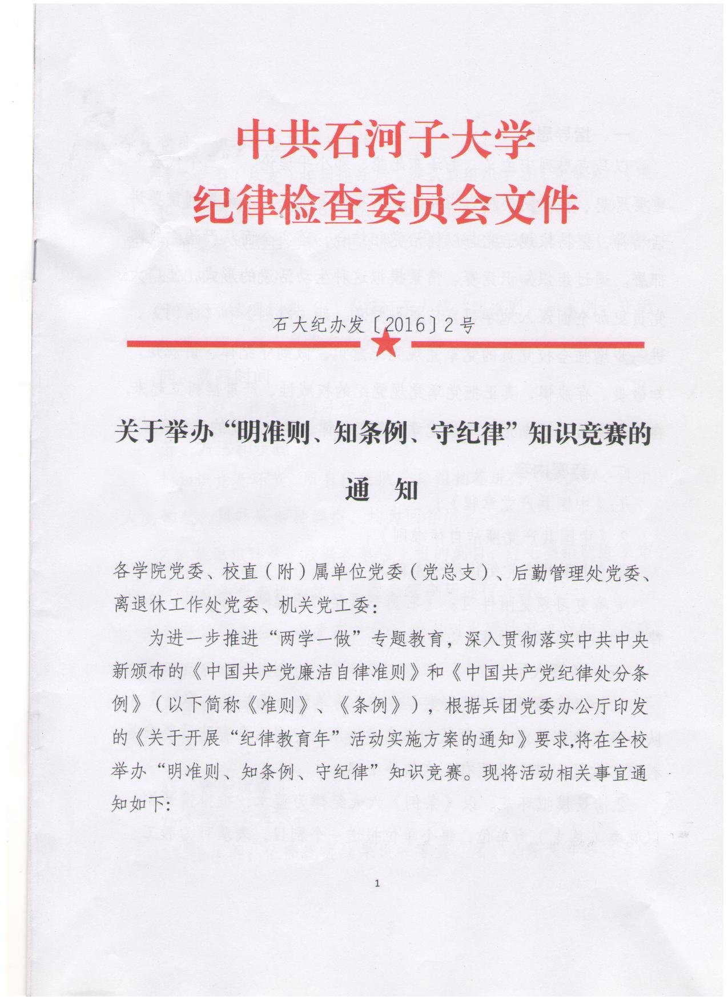 中共石河子大学
纪律检查委员会文件
石大纪办发〔2016〕2号
关于举办“明准则、知条例、守纪律”知识竞赛的
通 知
各学院党委、校直（附）属单位党委（党总支）、后勤管理处党委、
离退休工作处党委、机关党工委：
为进一步推进“两学一做”专题教育，深入贯彻落实中共中央
新颁布的《中国共产党廉洁自律准则》和《中国共产党纪律处分条
例》（以下简称《准则》、《条例》），根据兵团党委办公厅印发
的《关于开展“纪律教育年”活动实施方案的通知》要求,将在全校
举办“明准则、知条例、守纪律”知识竞赛。现将活动相关事宜通
知如下：
1